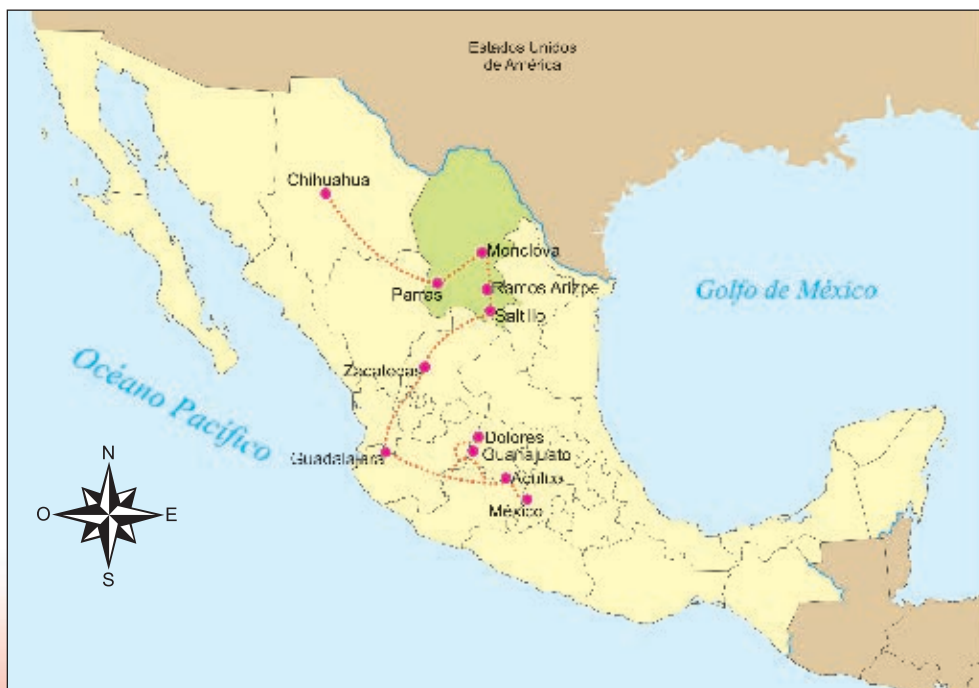 Estados Unidos
de América
Chihuahua
Monclova
Parras
Ramos Arizpe
Saltillo
Golfo de México
Zacatecas
Océano Pacífico
Dolores
Guanajuato
Guadalajara
Aculco
México
N
O
E
S